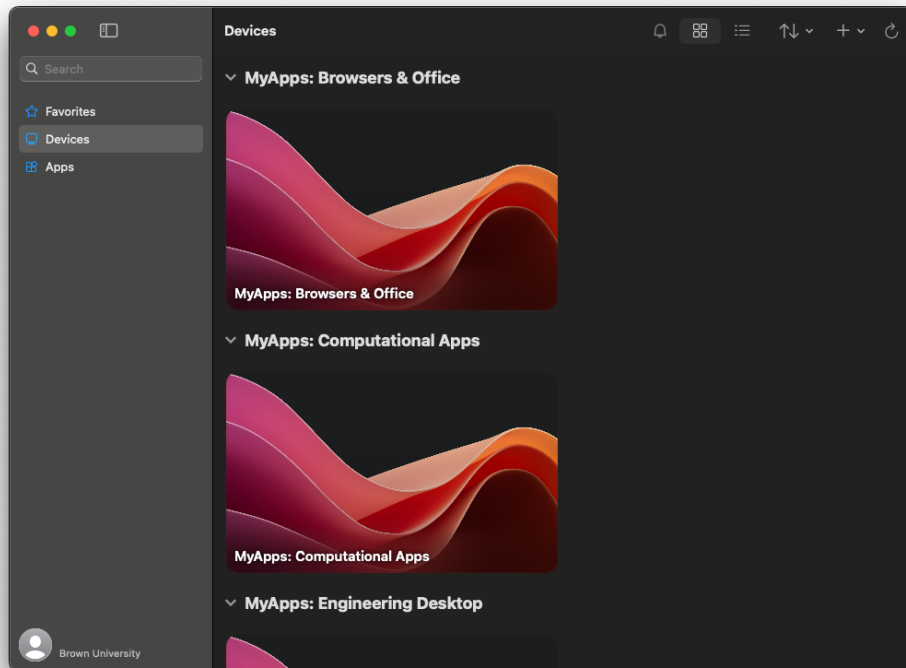 Devices
Search
Favorites
Devices
Apps
Brown University
MyApps: Browsers & Office
MyApps: Browsers & Office
MyApps: Computational Apps
MyApps: Computational Apps
MyApps: Engineering Desktop